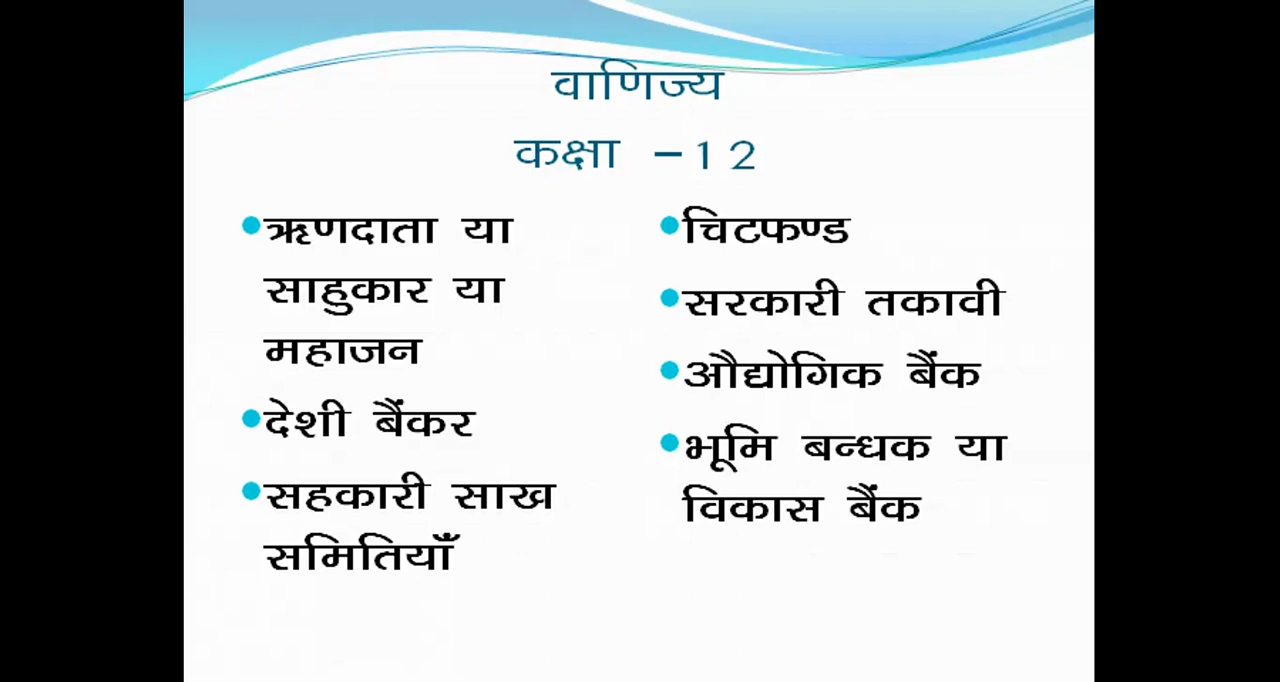 वाणिज्य
कक्षा –12
•ऋणदाता या
साहुकार या
महाजन
•देशी बैंकर
•सहकारी साख
समितियाँ
•चिटफण्ड
•सरकारी तकावी
•औद्योगिक बैंक
•भूमि बन्धक या
विकास बैंक